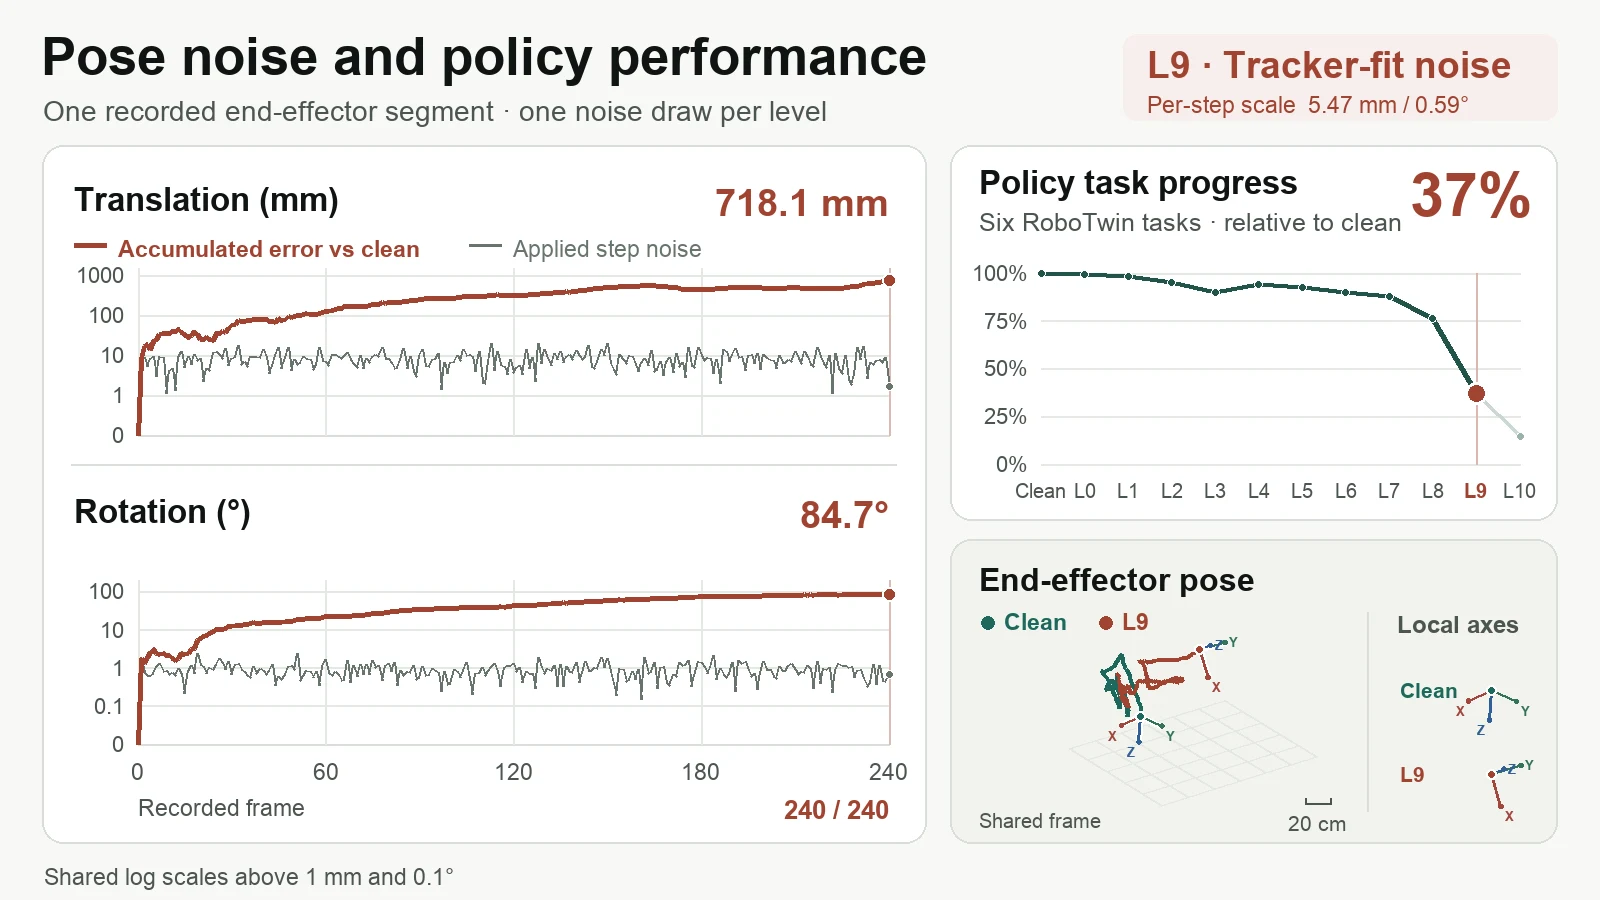 Pose noise and policy performance
One recorded end-effector segment · one noise draw per level
L9 · Tracker-fit noise
Per-step scale 5.47 mm / 0.59°
Translation (mm)
718.1 mm
Accumulated error vs clean
Applied step noise
1000
100
10
1
0
Rotation (°)
84.7°
100
10
1
0.1
0
0 60 120 180 240
Recorded frame
240 / 240
Policy task progress
37%
Six RoboTwin tasks · relative to clean
100%
75%
50%
25%
0%
Clean L0 L1 L2 L3 L4 L5 L6 L7 L8 L9 L10
End-effector pose
Clean
L9
Z Y
X
X
Y
Z
Shared frame
20 cm
Local axes
Clean
X
Y
Z
L9
Z Y
X
Shared log scales above 1 mm and 0.1°